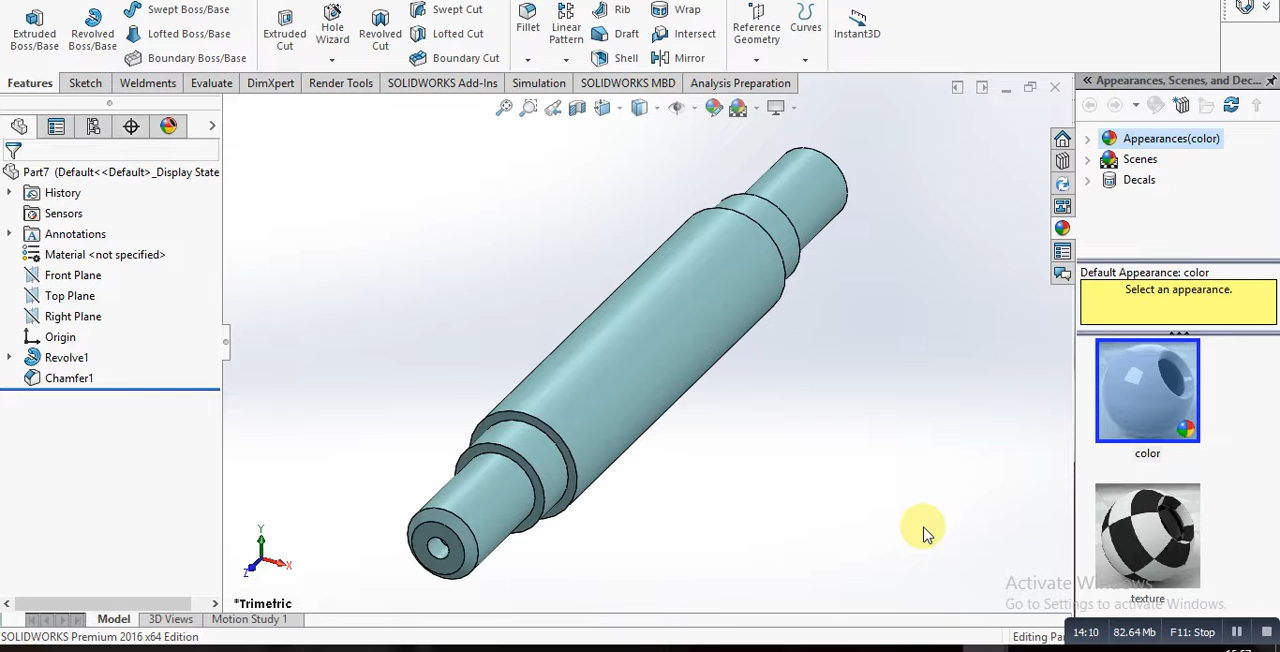 Extruded Boss/Base
Revolved Boss/Base
Swept Boss/Base
Lofted Boss/Base
Boundary Boss/Base
Extruded Cut
Hole Wizard
Revolved Cut
Swept Cut
Lofted Cut
Boundary Cut
Fillet
Linear Pattern
Rib
Draft
Shell
Wrap
Intersect
Mirror
Reference Geometry
Curves
Instant3D
Features Sketch Weldments Evaluate DimXpert Render Tools SOLIDWORKS Add-Ins Simulation SOLIDWORKS MBD Analysis Preparation
Part7 (Default<<Default>_Display State
History
Sensors
Annotations
Material <not specified>
Front Plane
Top Plane
Right Plane
Origin
Revolve1
Chamfer1
Y
X
Z
*Trimetric
Appearances, Scenes, and Dec...
Appearances(color)
Scenes
Decals
Default Appearance: color
Select an appearance.
color
texture
Activate Windows
Go to Settings to activate Windows.
Model 3D Views Motion Study 1
SOLIDWORKS Premium 2016 x64 Edition
Editing Pa
14:10 82.64Mb F11: Stop